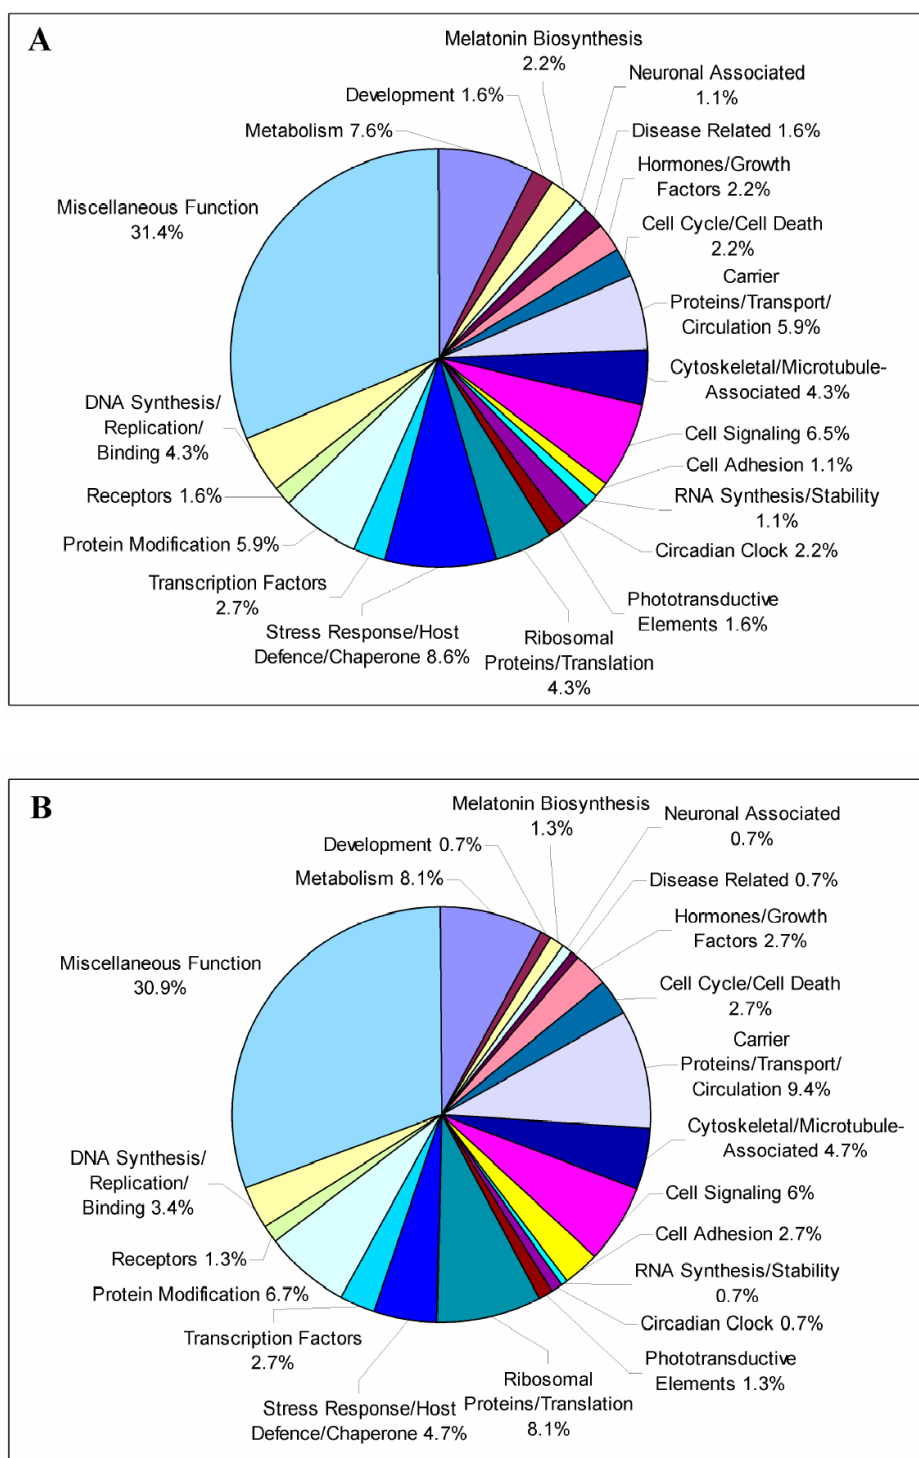 A
Melatonin Biosynthesis
2.2%
Neuronal Associated
1.1%
Development 1.6%
Disease Related 1.6%
Metabolism 7.6%
Hormones/Growth
Factors 2.2%
Miscellaneous Function
31.4%
Cell Cycle/Cell Death
2.2%
Carrier
Proteins/Transport/
Circulation 5.9%
Cytoskeletal/Microtubule-
Associated 4.3%
DNA Synthesis/
Replication/
Binding 4.3%
Cell Signaling 6.5%
Cell Adhesion 1.1%
Receptors 1.6%
RNA Synthesis/Stability
1.1%
Protein Modification 5.9%
Circadian Clock 2.2%
Transcription Factors
2.7%
Phototransductive
Elements 1.6%
Stress Response/Host
Defence/Chaperone 8.6%
Ribosomal
Proteins/Translation
4.3%
B
Melatonin Biosynthesis
1.3%
Neuronal Associated
0.7%
Development 0.7%
Metabolism 8.1%
Disease Related 0.7%
Hormones/Growth
Factors 2.7%
Miscellaneous Function
30.9%
Cell Cycle/Cell Death
2.7%
Carrier
Proteins/Transport/
Circulation 9.4%
Cytoskeletal/Microtubule-
Associated 4.7%
DNA Synthesis/
Replication/
Binding 3.4%
Cell Signaling 6%
Cell Adhesion 2.7%
Receptors 1.3%
RNA Synthesis/Stability
0.7%
Protein Modification 6.7%
Circadian Clock 0.7%
Transcription Factors
2.7%
Phototransductive
Elements 1.3%
Ribosomal
Proteins/Translation
8.1%
Stress Response/Host
Defence/Chaperone 4.7%